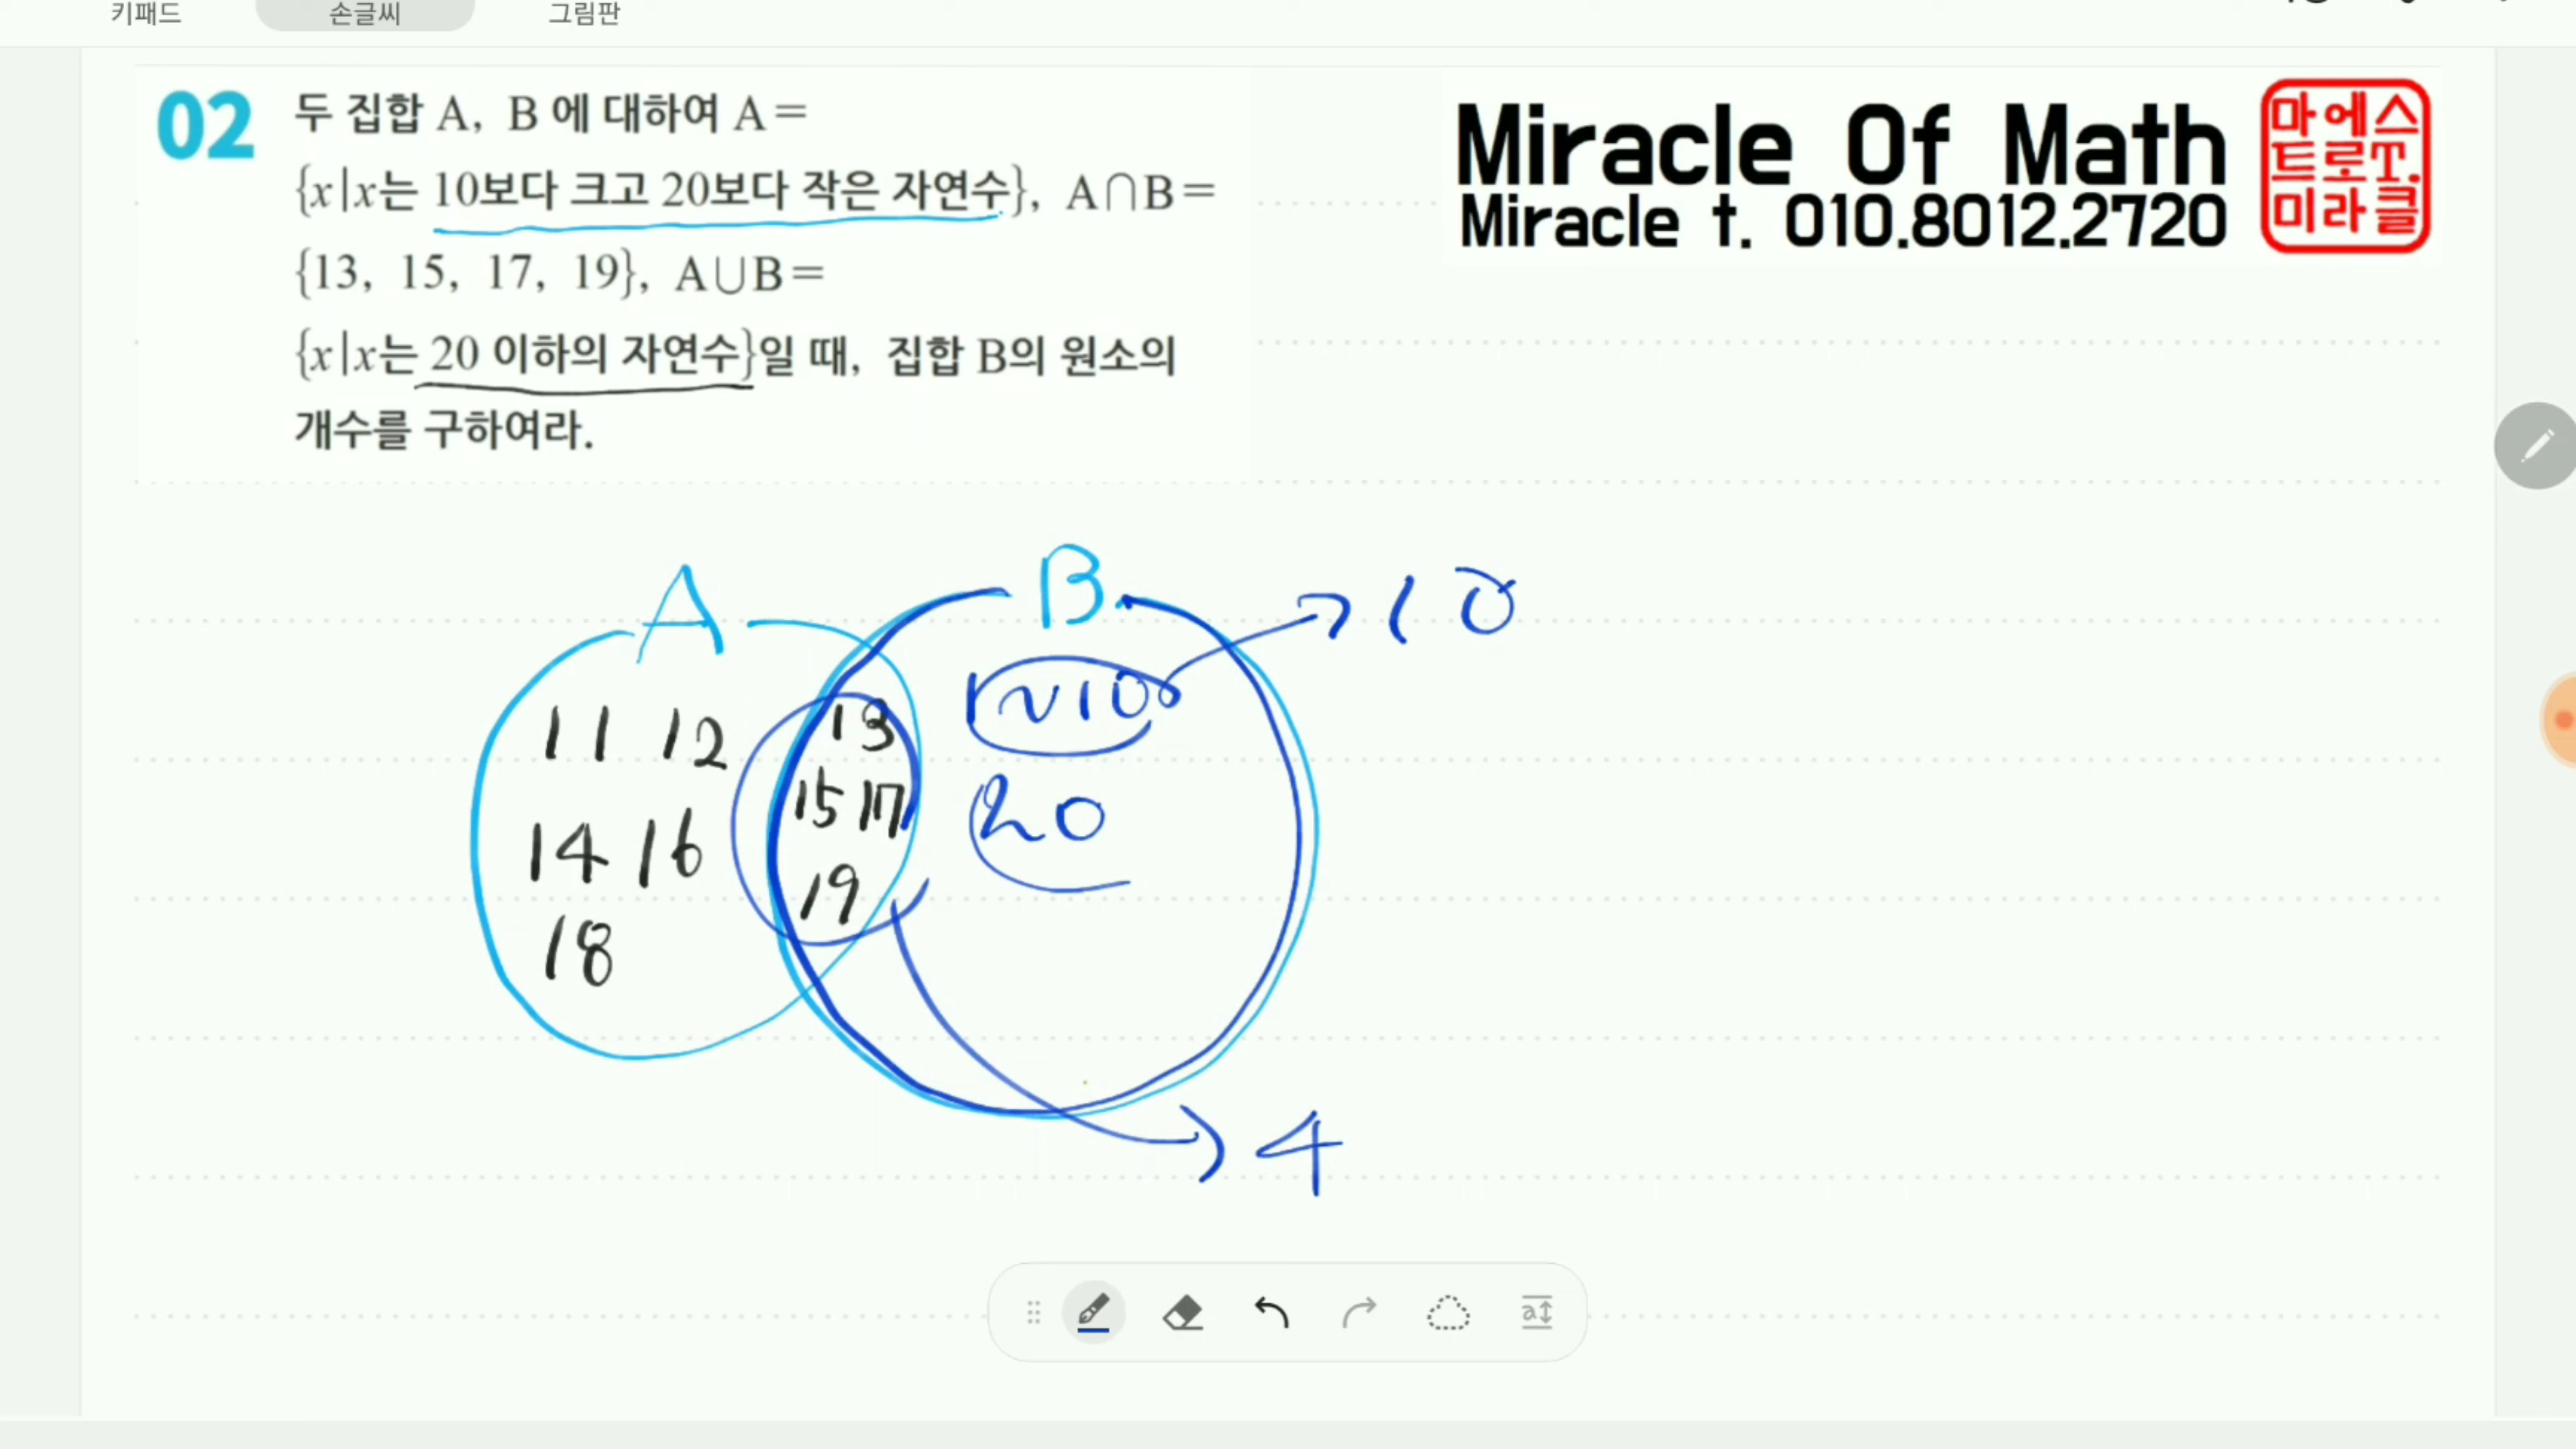 키패드 손글씨 그림판
02 두 집합 A, B 에 대하여 A=
{x|x는 10보다 크고 20보다 작은 자연수}, A∩B=
{13, 15, 17, 19}, A∪B=
{x|x는 20 이하의 자연수}일 때, 집합 B의 원소의
개수를 구하여라.
Miracle Of Math
Miracle t. 010.8012.2720
마에스
트로T.
미라클
A B
10
11 12 13 1~10
15 17 20
14 16 19
18
4
a